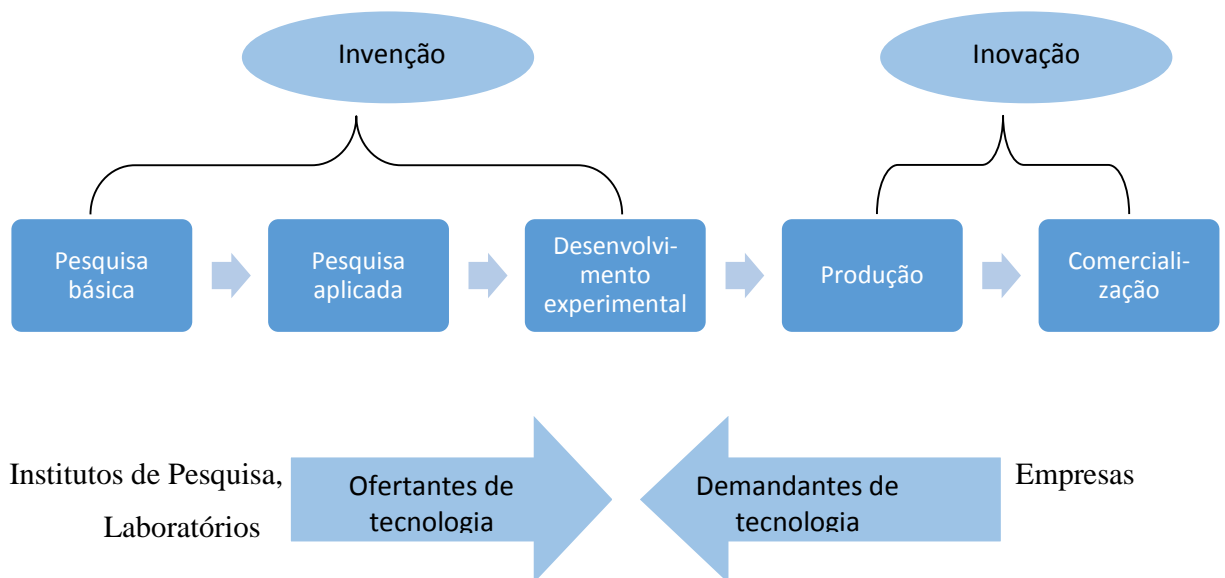 Invenção
Inovação
Pesquisa
básica
Pesquisa
aplicada
Desenvolvi-
mento
experimental
Produção
Comerciali-
zação
Institutos de Pesquisa,
Laboratórios
Ofertantes de
tecnologia
Demandantes de
tecnologia
Empresas